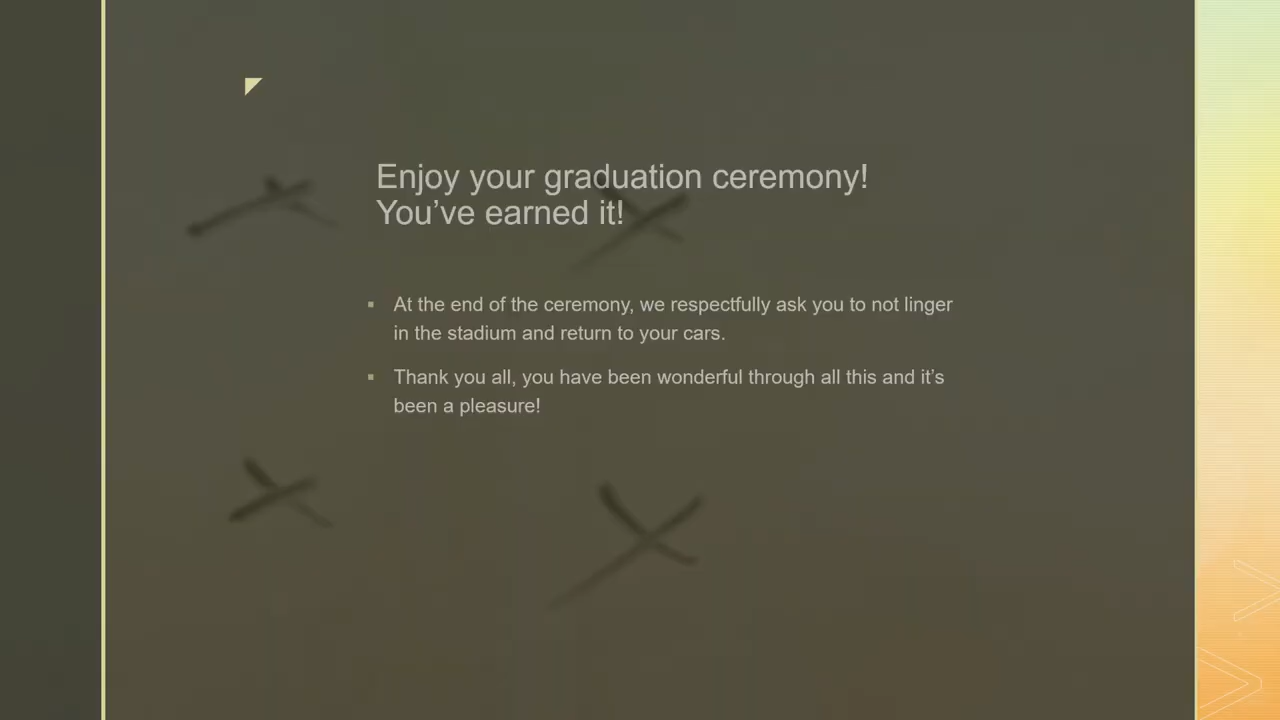 Enjoy your graduation ceremony!
You’ve earned it!
▪ At the end of the ceremony, we respectfully ask you to not linger
in the stadium and return to your cars.
▪ Thank you all, you have been wonderful through all this and it’s
been a pleasure!